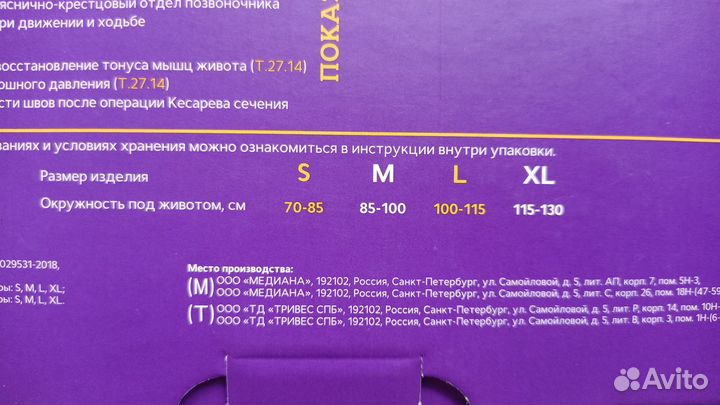 яснично-крестцовый отдел позвоночника
ри движении и ходьбе
ПОКА
восстановление тонуса мышц живота (Т.27.14)
юшного давления (Т.27.14)
сти швов после операции Кесарева сечения
ваниях и условиях хранения можно ознакомиться в инструкции внутри упаковки.
Размер изделия S M L XL
Окружность под животом, см 70-85 85-100 100-115 115-130
029531-2018,
ры: S, M, L, XL;
ры: S, M, L, XL.
Место производства:
(М) ООО «МЕДИАНА», 192102, Россия, Санкт-Петербург, ул. Самойловой, д. 5, лит. АП, корп. 7, пом. 5Н-3,
ООО «МЕДИАНА», 192102, Россия, Санкт-Петербург, ул. Самойловой, д. 5, лит. С, корп. 26, пом. 18Н-(47-59
(Т) ООО «ТД «ТРИВЕС СПБ», 192102, Россия, Санкт-Петербург, ул. Самойловой, д. 5, лит. Р, корп. 14, пом. 10Н-
ООО «ТД «ТРИВЕС СПБ», 192102, Россия, Санкт-Петербург, ул. Самойловой, д. 5, лит. В, корп. 3, пом. 1Н-(6-
Avito